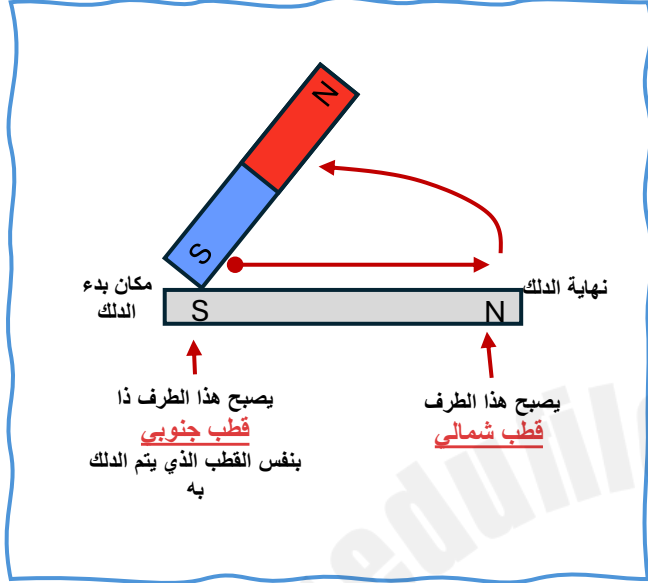 N
S
مكان بدء
الدلك
نهاية الدلك
S
N
يصبح هذا الطرف ذا
قطب جنوبي
بنفس القطب الذي يتم الدلك
به
يصبح هذا الطرف
قطب شمالي